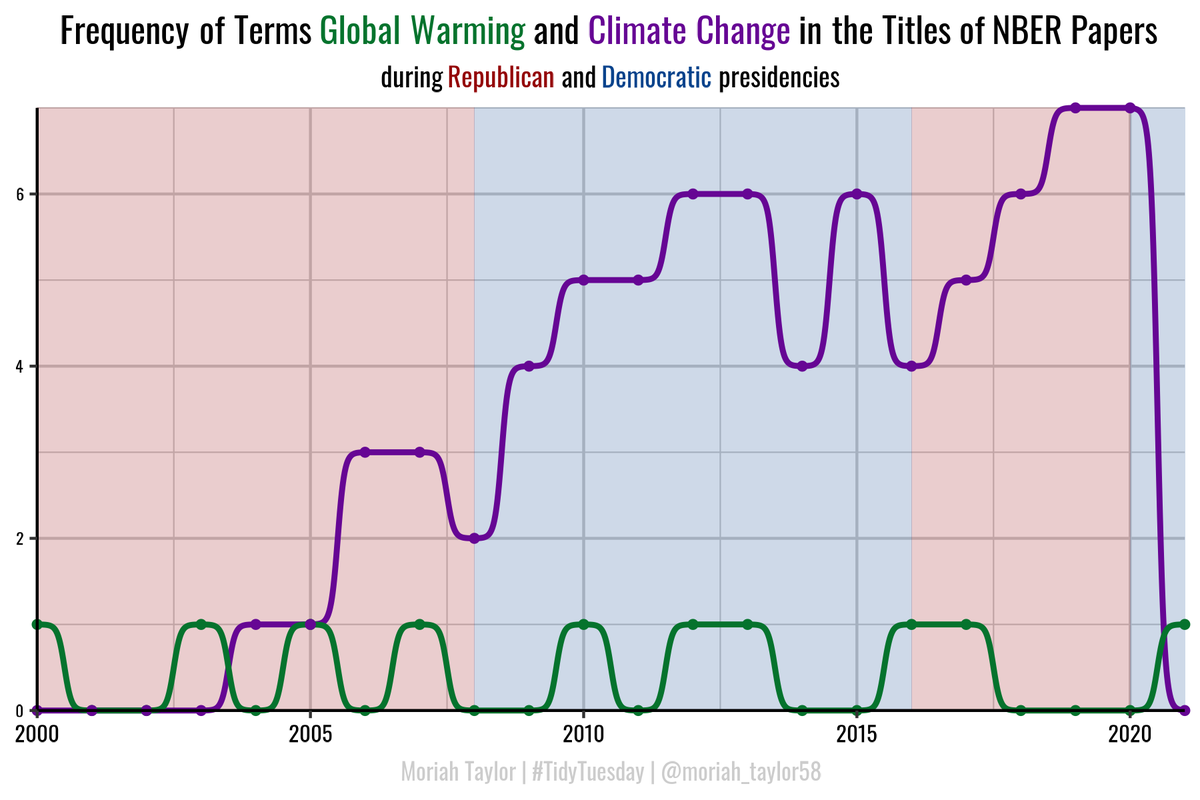 Frequency of Terms Global Warming and Climate Change in the Titles of NBER Papers
during Republican and Democratic presidencies
6
4
2
0
2000 2005 2010 2015 2020
Moriah Taylor | #TidyTuesday | @moriah_taylor58